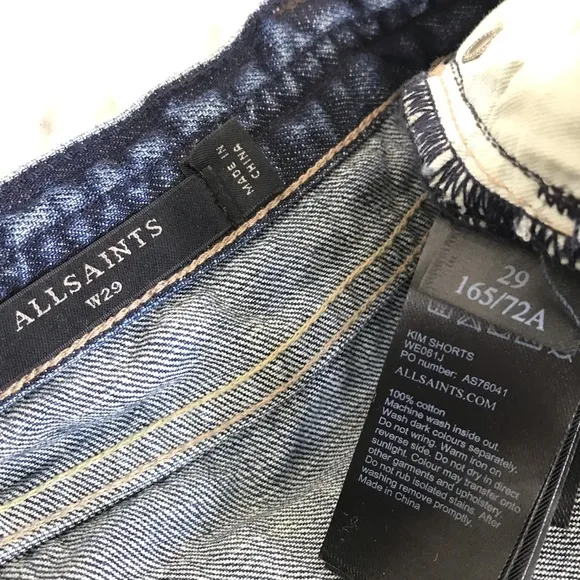 ALLSAINTS
W29
MADE IN
CHINA
29
165/72A
KIM SHORTS
WE061J
PO number: AS76041
ALLSAINTS.COM
100% cotton
Machine wash inside out.
Wash dark colours separately.
Do not wring. Warm iron on
reverse side. Do not dry in direct
sunlight. Colour may transfer onto
other garments and upholstery.
Do not rub isolated stains. After
washing remove promptly.
Made in China